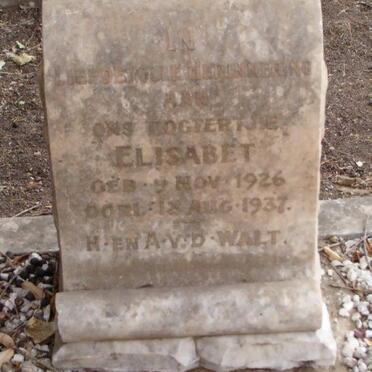 IN
LIEFDEVOLLE HERINNERING
AAN
ONS DOGTERTJIE
ELISABET
GEB. 9 NOV. 1926
OORL. 12 AUG. 1937.
H. EN A. V. D. WALT.